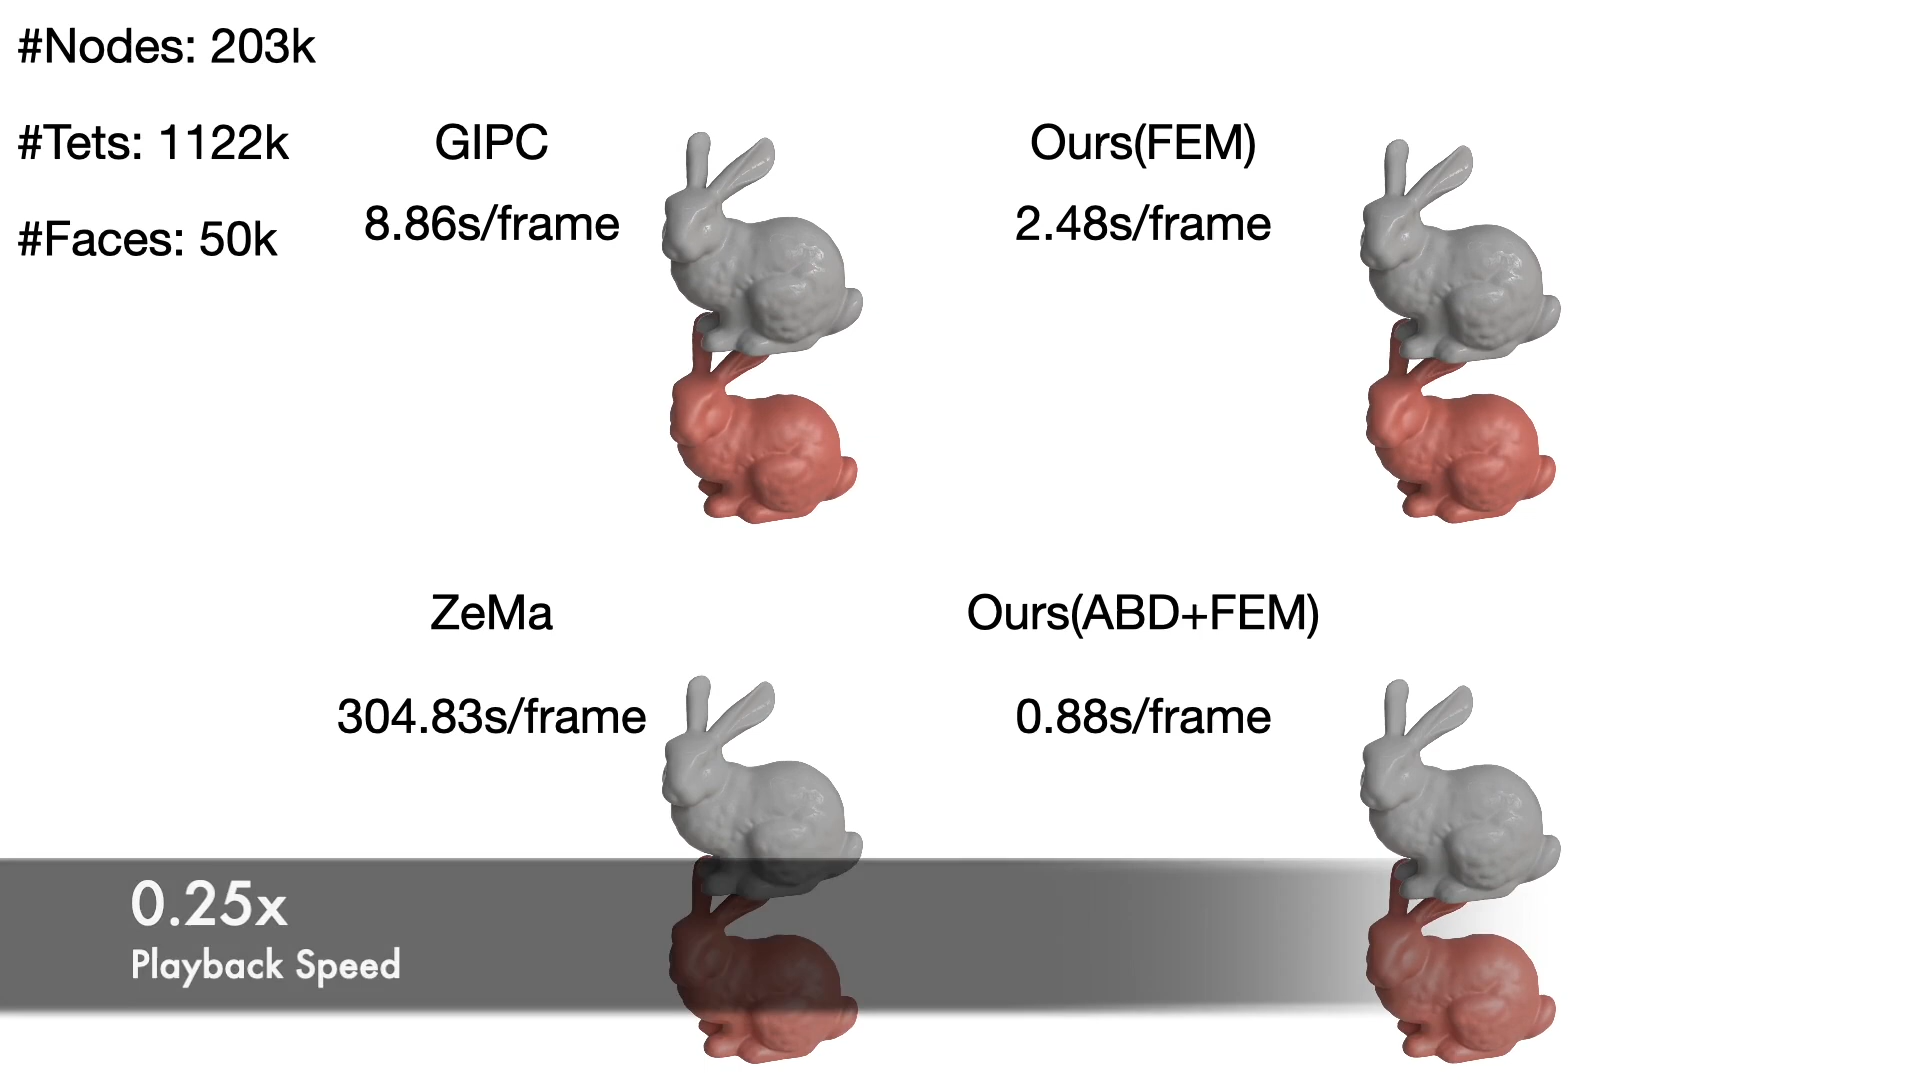 #Nodes: 203k
#Tets: 1122k
#Faces: 50k
GIPC
8.86s/frame
Ours(FEM)
2.48s/frame
ZeMa
304.83s/frame
Ours(ABD+FEM)
0.88s/frame
0.25x
Playback Speed